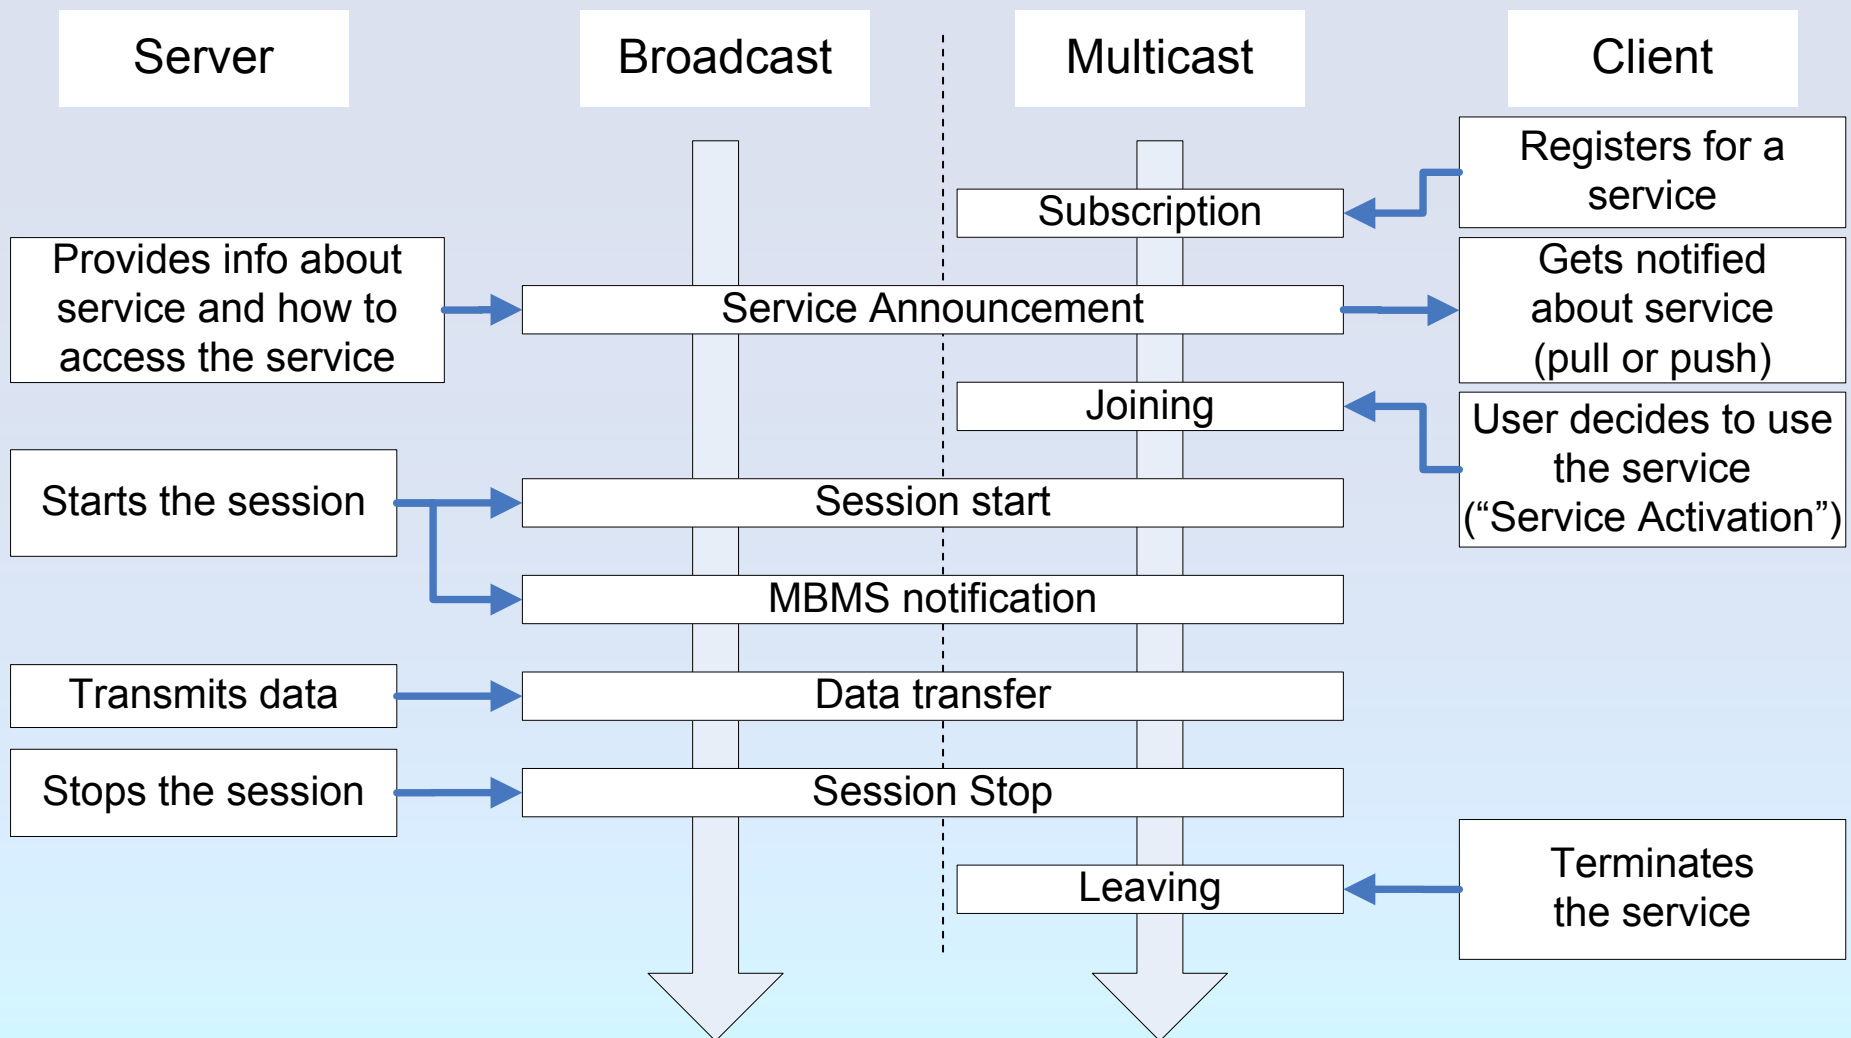 Server
Broadcast
Multicast
Client
Registers for a
service
Subscription
Provides info about
service and how to
access the service
Service Announcement
Gets notified
about service
(pull or push)
Joining
User decides to use
the service
(“Service Activation”)
Starts the session
Session start
MBMS notification
Transmits data
Data transfer
Stops the session
Session Stop
Leaving
Terminates
the service